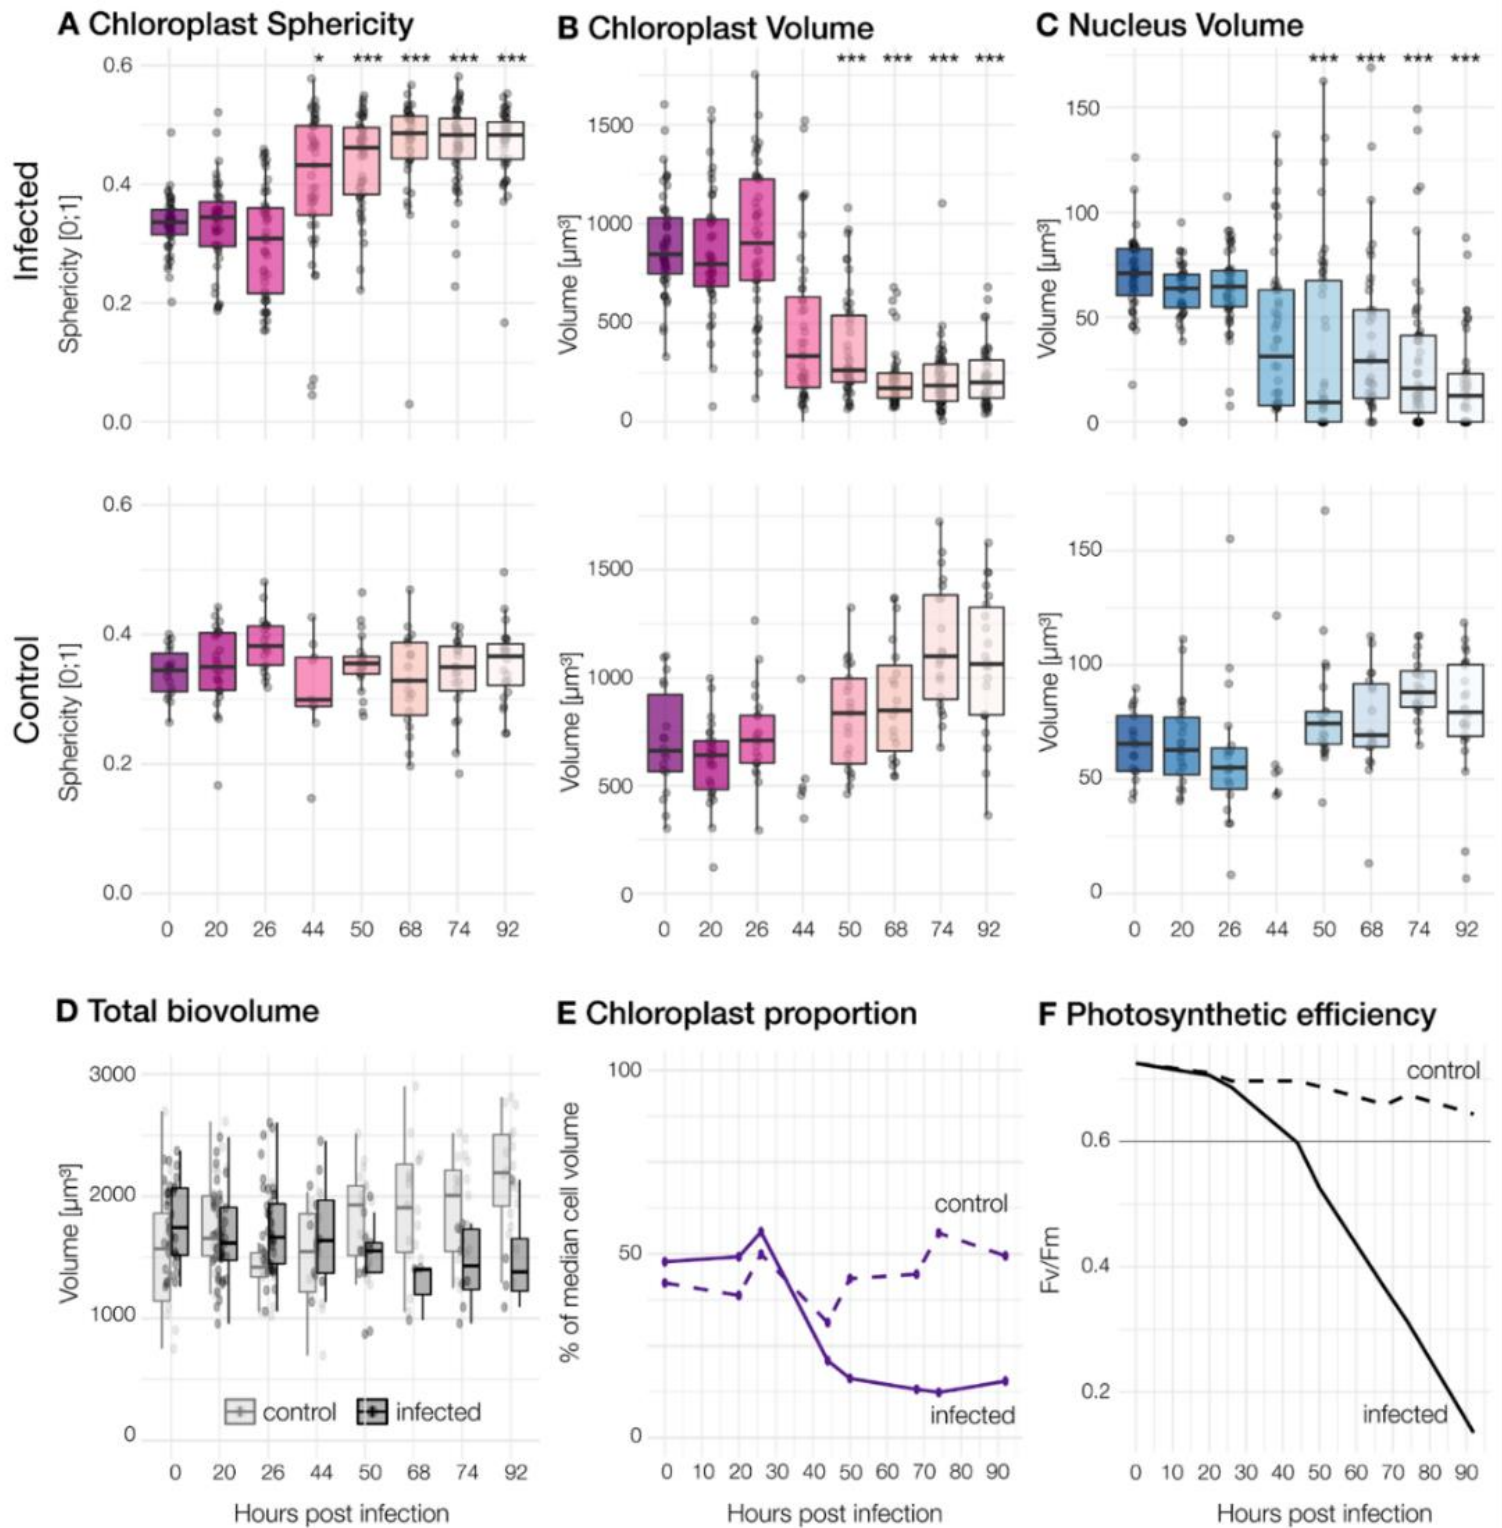 A Chloroplast Sphericity
B Chloroplast Volume
C Nucleus Volume
Infected
Sphericity [0;1]
0.6
0.4
0.2
0.0
* *** *** *** ***
Volume [µm³]
1500
1000
500
0
*** *** *** ***
Volume [µm³]
150
100
50
0
*** *** *** ***
Control
Sphericity [0;1]
0.6
0.4
0.2
0.0
0 20 26 44 50 68 74 92
Volume [µm³]
1500
1000
500
0
0 20 26 44 50 68 74 92
Volume [µm³]
150
100
50
0
0 20 26 44 50 68 74 92
D Total biovolume
Volume [µm³]
3000
2000
1000
0
control infected
0 20 26 44 50 68 74 92
Hours post infection
E Chloroplast proportion
% of median cell volume
100
50
0
control
infected
0 10 20 30 40 50 60 70 80 90
Hours post infection
F Photosynthetic efficiency
Fv/Fm
0.6
0.4
0.2
control
infected
0 10 20 30 40 50 60 70 80 90
Hours post infection